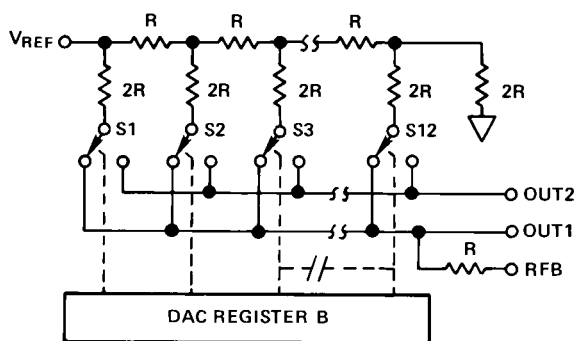 R R R
VREF
2R 2R 2R 2R 2R
S1 S2 S3 S12
OUT2
OUT1
R RFB
DAC REGISTER B